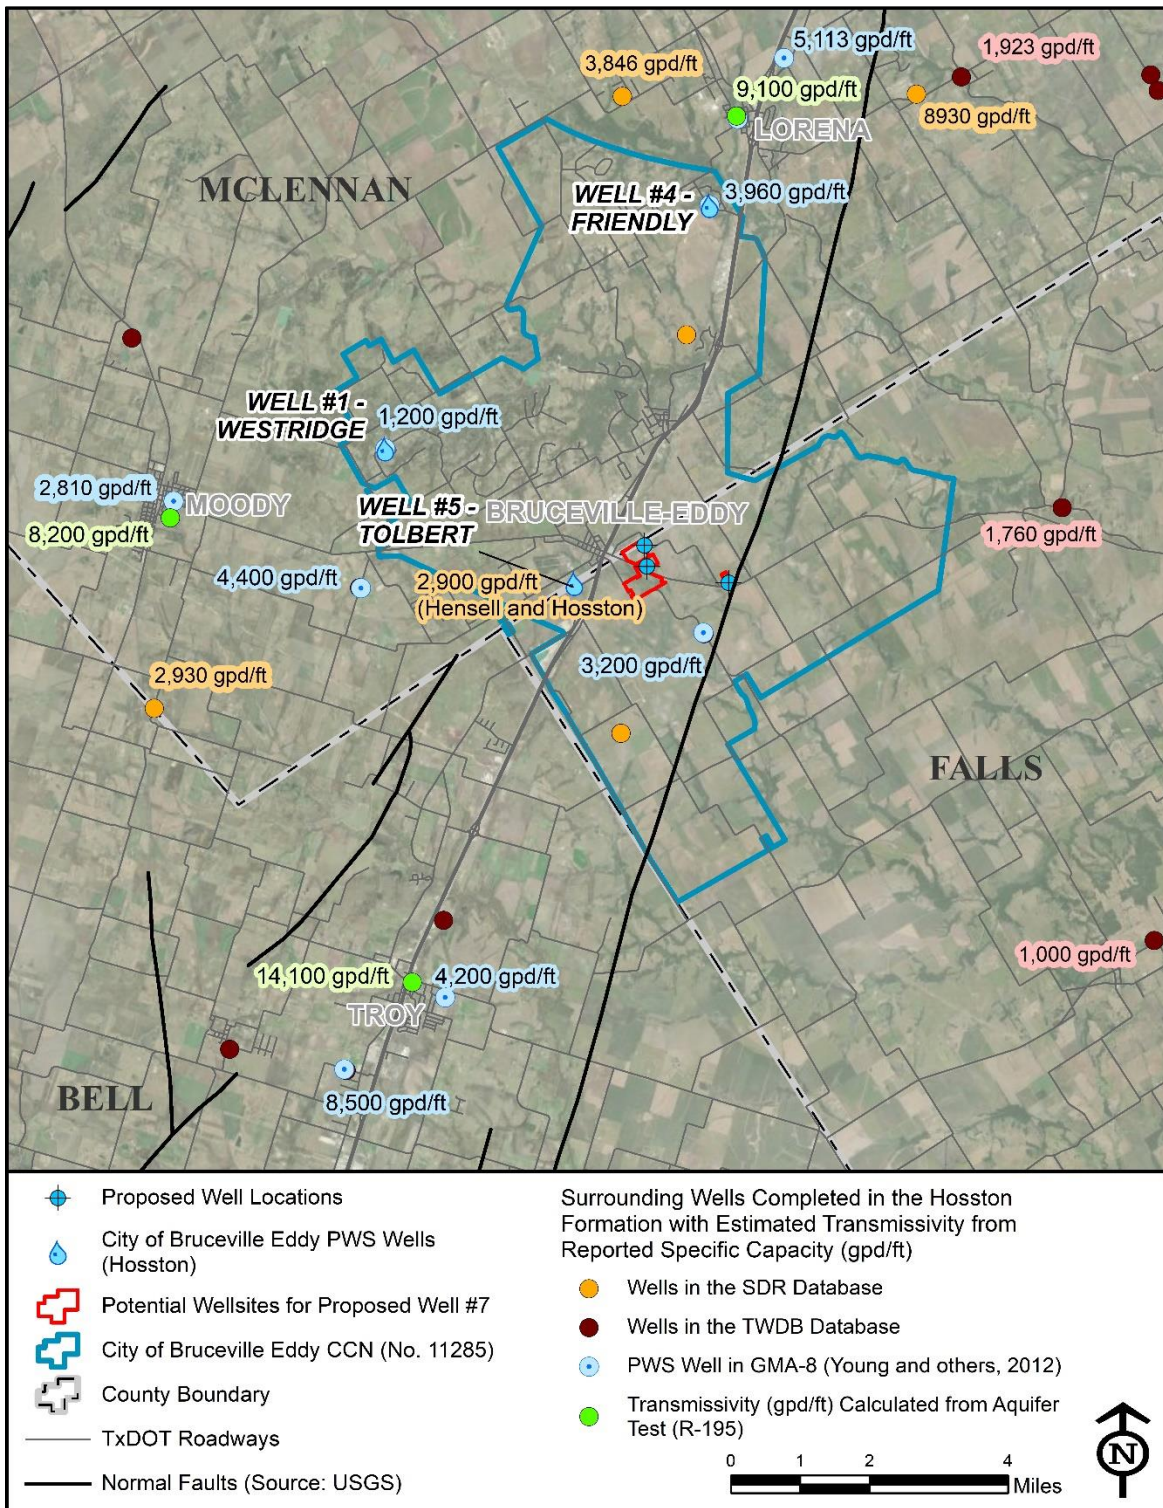 5,113 gpd/ft
1,923 gpd/ft
3,846 gpd/ft
9,100 gpd/ft
8930 gpd/ft
LORENA
MCLENNAN
WELL #4 -
FRIENDLY
3,960 gpd/ft
WELL #1 -
WESTRIDGE
1,200 gpd/ft
2,810 gpd/ft
MOODY
8,200 gpd/ft
WELL #5 -
TOLBERT
BRUCEVILLE-EDDY
1,760 gpd/ft
4,400 gpd/ft
2,900 gpd/ft
(Hensell and Hosston)
3,200 gpd/ft
2,930 gpd/ft
FALLS
1,000 gpd/ft
14,100 gpd/ft
4,200 gpd/ft
TROY
BELL
8,500 gpd/ft
Proposed Well Locations
City of Bruceville Eddy PWS Wells
(Hosston)
Potential Wellsites for Proposed Well #7
City of Bruceville Eddy CCN (No. 11285)
County Boundary
TxDOT Roadways
Normal Faults (Source: USGS)
Surrounding Wells Completed in the Hosston
Formation with Estimated Transmissivity from
Reported Specific Capacity (gpd/ft)
Wells in the SDR Database
Wells in the TWDB Database
PWS Well in GMA-8 (Young and others, 2012)
Transmissivity (gpd/ft) Calculated from Aquifer
Test (R-195)
0 1 2 4
Miles
N